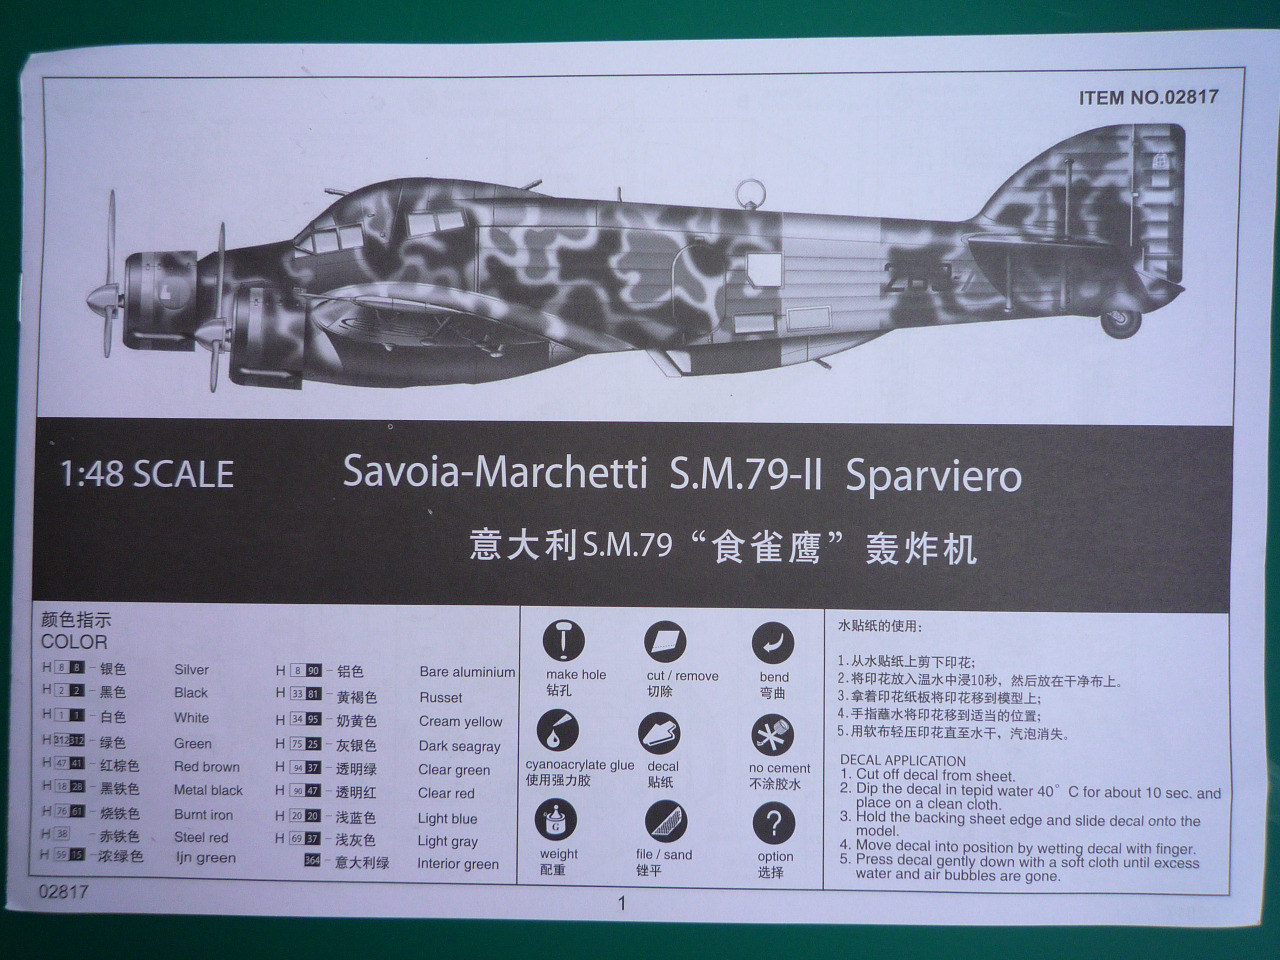 ITEM NO.02817
283-7
1:48 SCALE
Savoia-Marchetti S.M.79-II Sparviero
意大利S.M.79 “食雀鹰” 轰炸机
颜色指示
COLOR
H 8 8 - 银色 Silver
H 2 2 - 黑色 Black
H 1 1 - 白色 White
H 312 312 - 绿色 Green
H 47 41 - 红棕色 Red brown
H 18 28 - 黑铁色 Metal black
H 76 61 - 烧铁色 Burnt iron
H 38 - 赤铁色 Steel red
H 59 15 - 浓绿色 Ijn green
H 8 90 - 铝色 Bare aluminium
H 33 81 - 黄褐色 Russet
H 34 95 - 奶黄色 Cream yellow
H 75 25 - 灰银色 Dark seagray
H 94 37 - 透明绿 Clear green
H 90 47 - 透明红 Clear red
H 20 20 - 浅蓝色 Light blue
H 69 37 - 浅灰色 Light gray
364 - 意大利绿 Interior green
make hole
钻孔
cut / remove
切除
bend
弯曲
cyanoacrylate glue
使用强力胶
decal
贴纸
no cement
不涂胶水
G
weight
配重
file / sand
锉平
?
option
选择
水贴纸的使用:
1.从水贴纸上剪下印花;
2.将印花放入温水中浸10秒，然后放在干净布上。
3.拿着印花纸板将印花移到模型上;
4.手指蘸水将印花移到适当的位置;
5.用软布轻压印花直至水干，汽泡消失。
DECAL APPLICATION
1. Cut off decal from sheet.
2. Dip the decal in tepid water 40°C for about 10 sec. and
place on a clean cloth.
3. Hold the backing sheet edge and slide decal onto the
model.
4. Move decal into position by wetting decal with finger.
5. Press decal gently down with a soft cloth until excess
water and air bubbles are gone.
02817
1